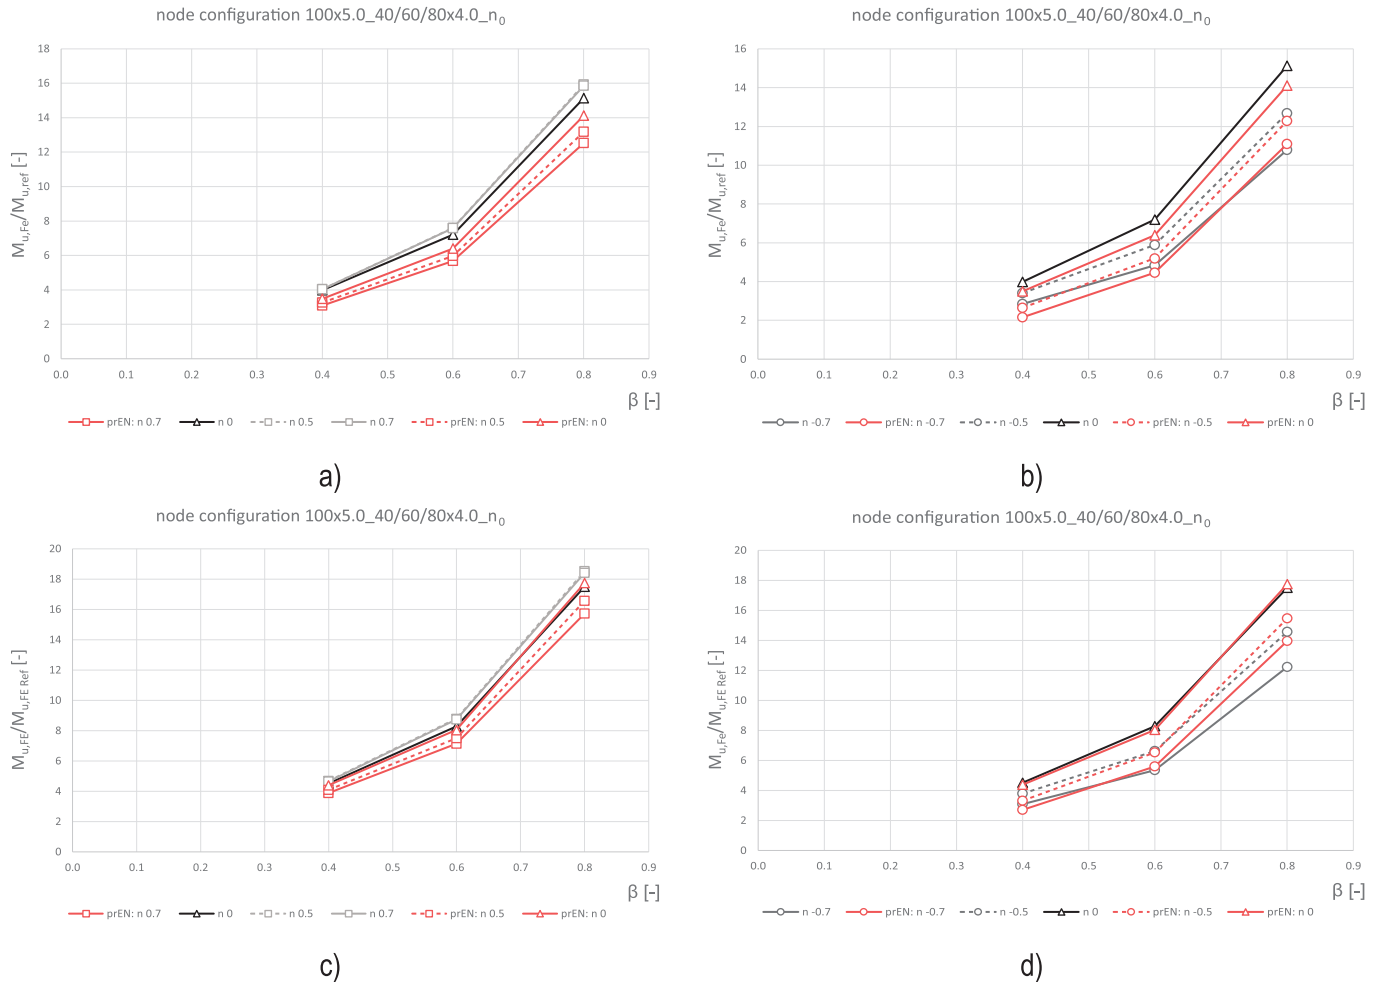 node configuration 100x5.0_40/60/80x4.0_n0
18
16
14
12
10
8
6
4
2
0
0.0 0.1 0.2 0.3 0.4 0.5 0.6 0.7 0.8 0.9
Mu,Fe/Mu,ref [-]
β [-]
prEN: n 0.7 n 0 n 0.5 n 0.7 prEN: n 0.5 prEN: n 0
a)
node configuration 100x5.0_40/60/80x4.0_n0
16
14
12
10
8
6
4
2
0
0.0 0.1 0.2 0.3 0.4 0.5 0.6 0.7 0.8 0.9
Mu,Fe/Mu,ref [-]
β [-]
n -0.7 prEN: n -0.7 n -0.5 n 0 prEN: n -0.5 prEN: n 0
b)
node configuration 100x5.0_40/60/80x4.0_n0
20
18
16
14
12
10
8
6
4
2
0
0.0 0.1 0.2 0.3 0.4 0.5 0.6 0.7 0.8 0.9
Mu,FE/Mu,FE Ref [-]
β [-]
prEN: n 0.7 n 0 n 0.5 n 0.7 prEN: n 0.5 prEN: n 0
c)
node configuration 100x5.0_40/60/80x4.0_n0
20
18
16
14
12
10
8
6
4
2
0
0.0 0.1 0.2 0.3 0.4 0.5 0.6 0.7 0.8 0.9
Mu,Fe/Mu,FE Ref [-]
β [-]
n -0.7 prEN: n -0.7 n -0.5 n 0 prEN: n -0.5 prEN: n 0
d)